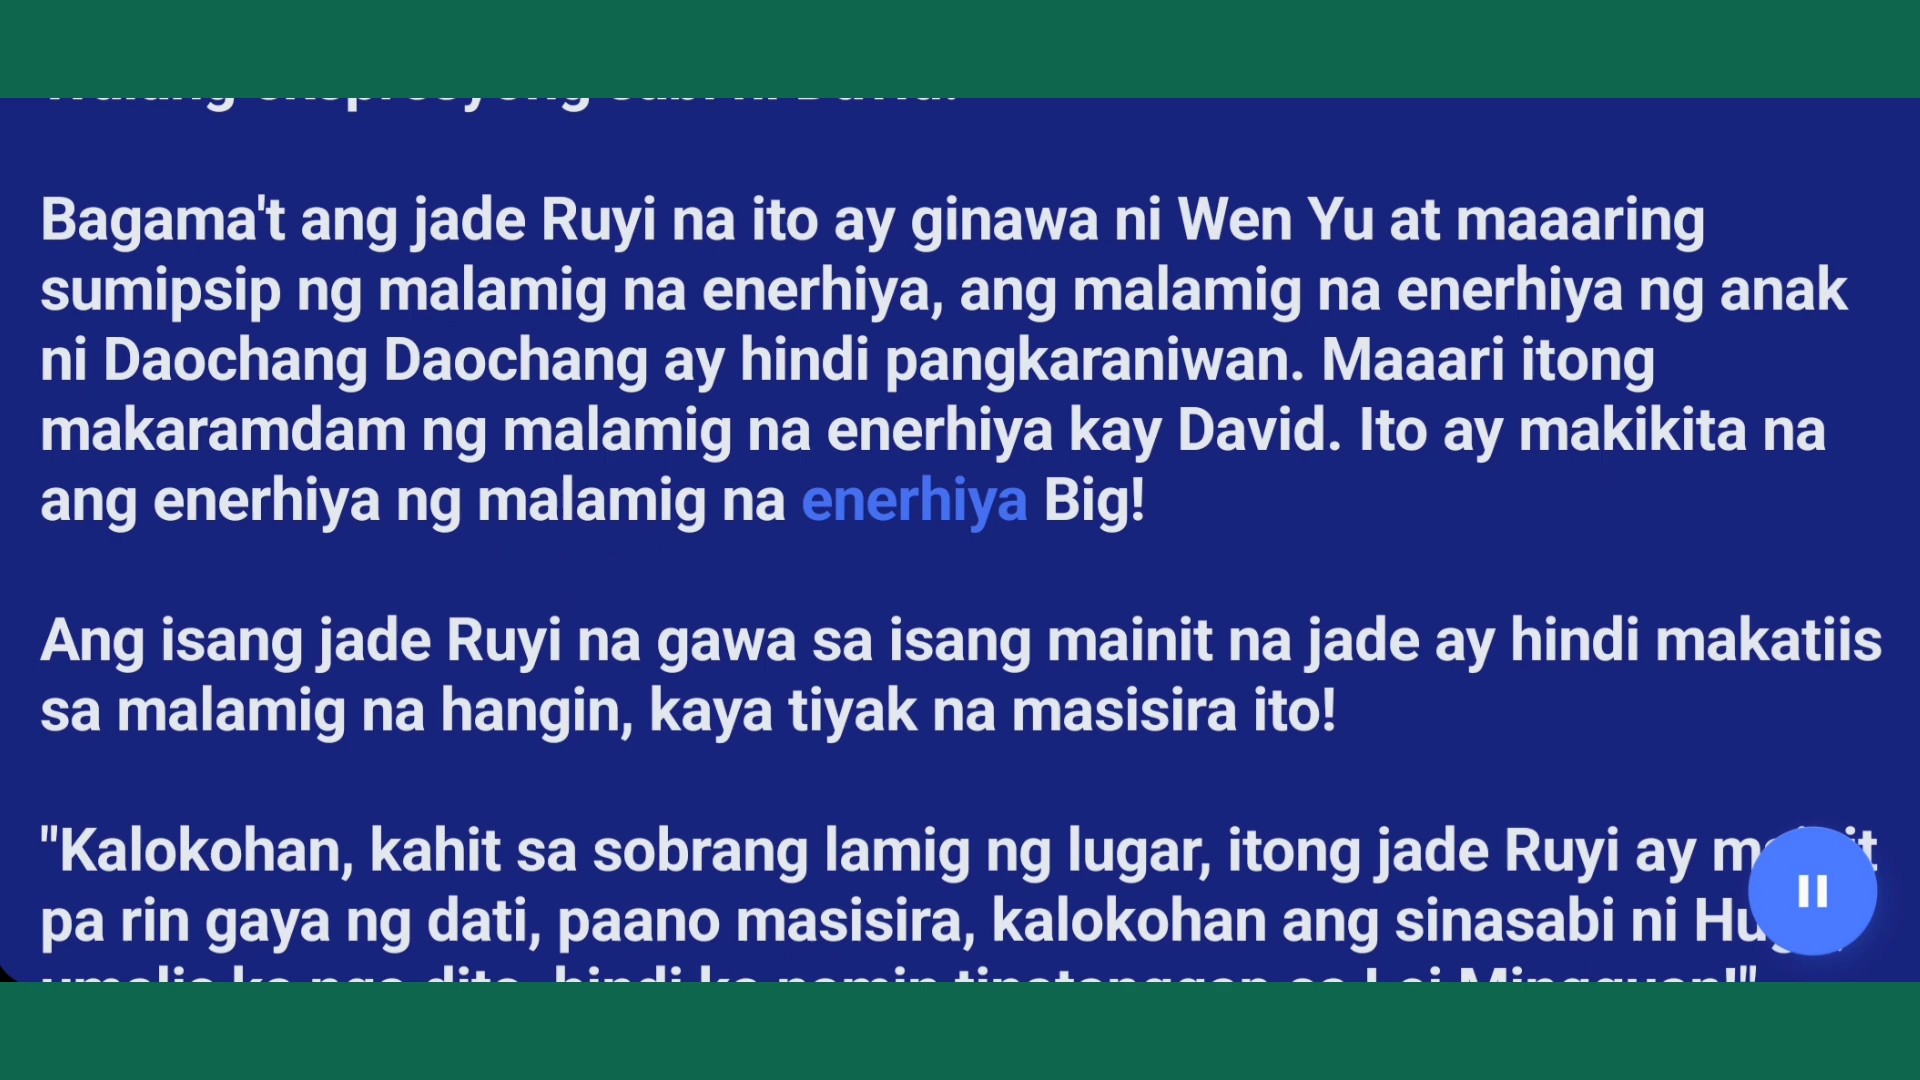 Bagama't ang jade Ruyi na ito ay ginawa ni Wen Yu at maaaring
sumipsip ng malamig na enerhiya, ang malamig na enerhiya ng anak
ni Daochang Daochang ay hindi pangkaraniwan. Maaari itong
makaramdam ng malamig na enerhiya kay David. Ito ay makikita na
ang enerhiya ng malamig na enerhiya Big!
Ang isang jade Ruyi na gawa sa isang mainit na jade ay hindi makatiis
sa malamig na hangin, kaya tiyak na masisira ito!
"Kalokohan, kahit sa sobrang lamig ng lugar, itong jade Ruyi ay
pa rin gaya ng dati, paano masisira, kalokohan ang sinasabi ni